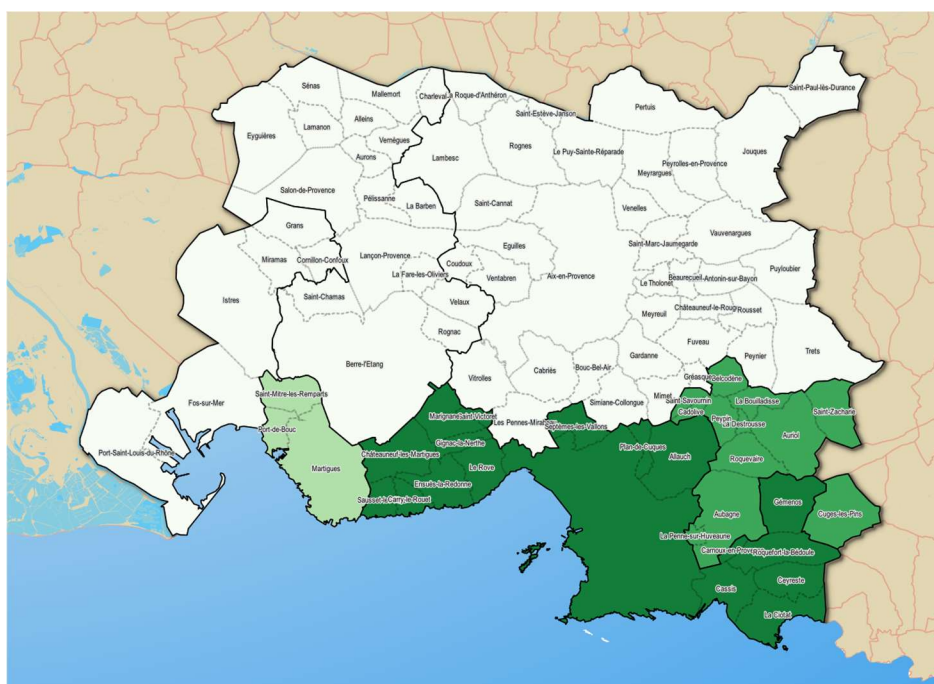 Saint-Paul-lès-Durance
Sénas
Mallemort
Charleval
La Roque-d'Anthéron
Pertuis
Saint-Estève-Janson
Alleins
Lamanon
Eyguières
Vernègues
Rognes
Le Puy-Sainte-Réparade
Jouques
Aurons
Lambesc
Peyrolles-en-Provence
Meyrargues
Salon-de-Provence
Pélissanne
La Barben
Saint-Cannat
Venelles
Grans
Vauvenargues
Eguilles
Saint-Marc-Jaumegarde
Lançon-Provence
Miramas
Cornillon-Confoux
Coudoux
Puyloubier
La Fare-les-Oliviers
Ventabren
Aix-en-Provence
Beaurecueil
-Antonin-sur-Bayon
Le Tholonet
Istres
Saint-Chamas
Velaux
Châteauneuf-le-Roug
Rousset
Meyreuil
Rognac
Fuveau
Trets
Gardanne
Peynier
Berre-l'Etang
Bouc-Bel-Air
Cabriès
Vitrolles
Gréasque
Belcodène
Saint-Mitre-les-Remparts
Mimet
Simiane-Collongue
Saint-Savournin
La Bouilladisse
Fos-sur-Mer
Cadolive
Saint-Zacharie
Marignane
Saint-Victoret
Les Pennes-Mirabeau
Peypin
La Destrousse
Septèmes-les-Vallons
Port-de-Bouc
Auriol
Gignac-la-Nerthe
Plan-de-Cuques
Port-Saint-Louis-du-Rhône
Châteauneuf-les-Martigues
Allauch
Roquevaire
Martigues
Le Rove
Ensuès-la-Redonne
Sausset-l
Carry-le-Rouet
Gémenos
Aubagne
Cuges-les-Pins
La Penne-sur-Huveaune
Carnoux-en-Prove
Roquefort-la-Bédoule
Cassis
Ceyreste
La Ciotat